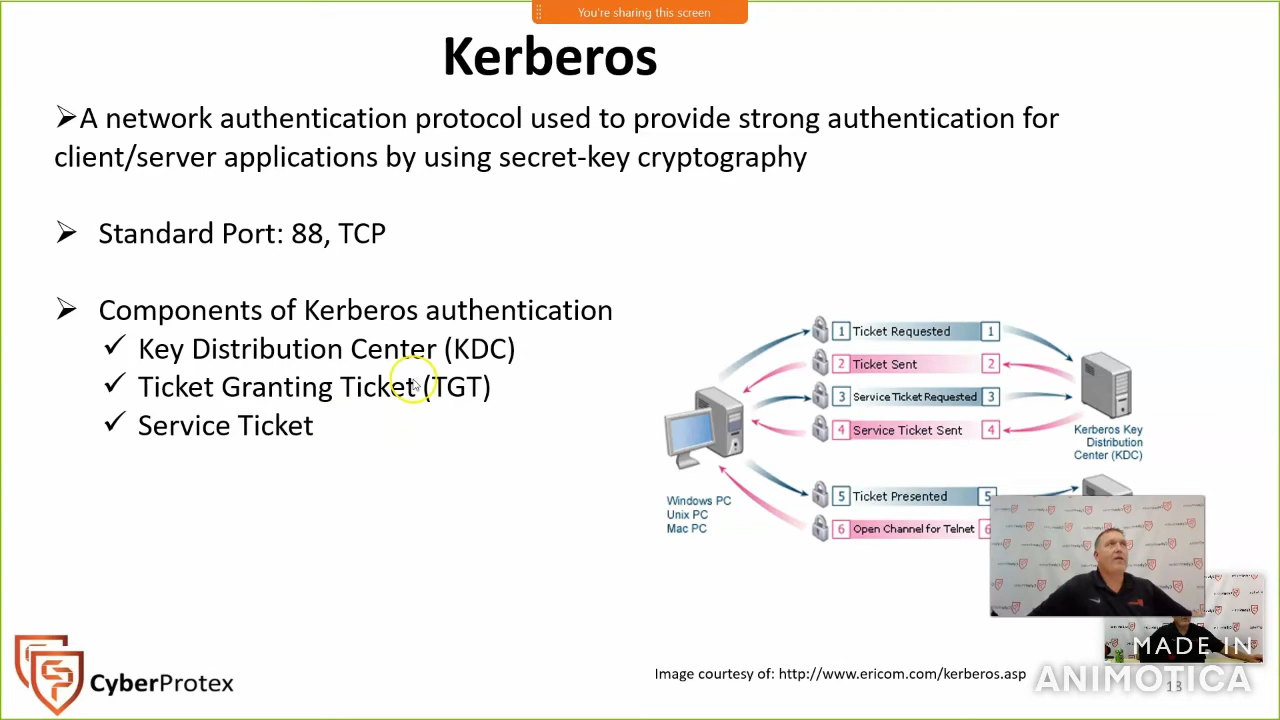 You're sharing this screen
Kerberos
➢A network authentication protocol used to provide strong authentication for
client/server applications by using secret-key cryptography
➢ Standard Port: 88, TCP
➢ Components of Kerberos authentication
✓ Key Distribution Center (KDC)
✓ Ticket Granting Ticket (TGT)
✓ Service Ticket
1 Ticket Requested 1
2 Ticket Sent 2
3 Service Ticket Requested 3
4 Service Ticket Sent 4
Kerberos Key
Distribution
Center (KDC)
5 Ticket Presented 5
6 Open Channel for Telnet 6
Windows PC
Unix PC
Mac PC
CyberProtex
Image courtesy of: http://www.ericom.com/kerberos.asp
MADE IN
ANIMOTICA
18